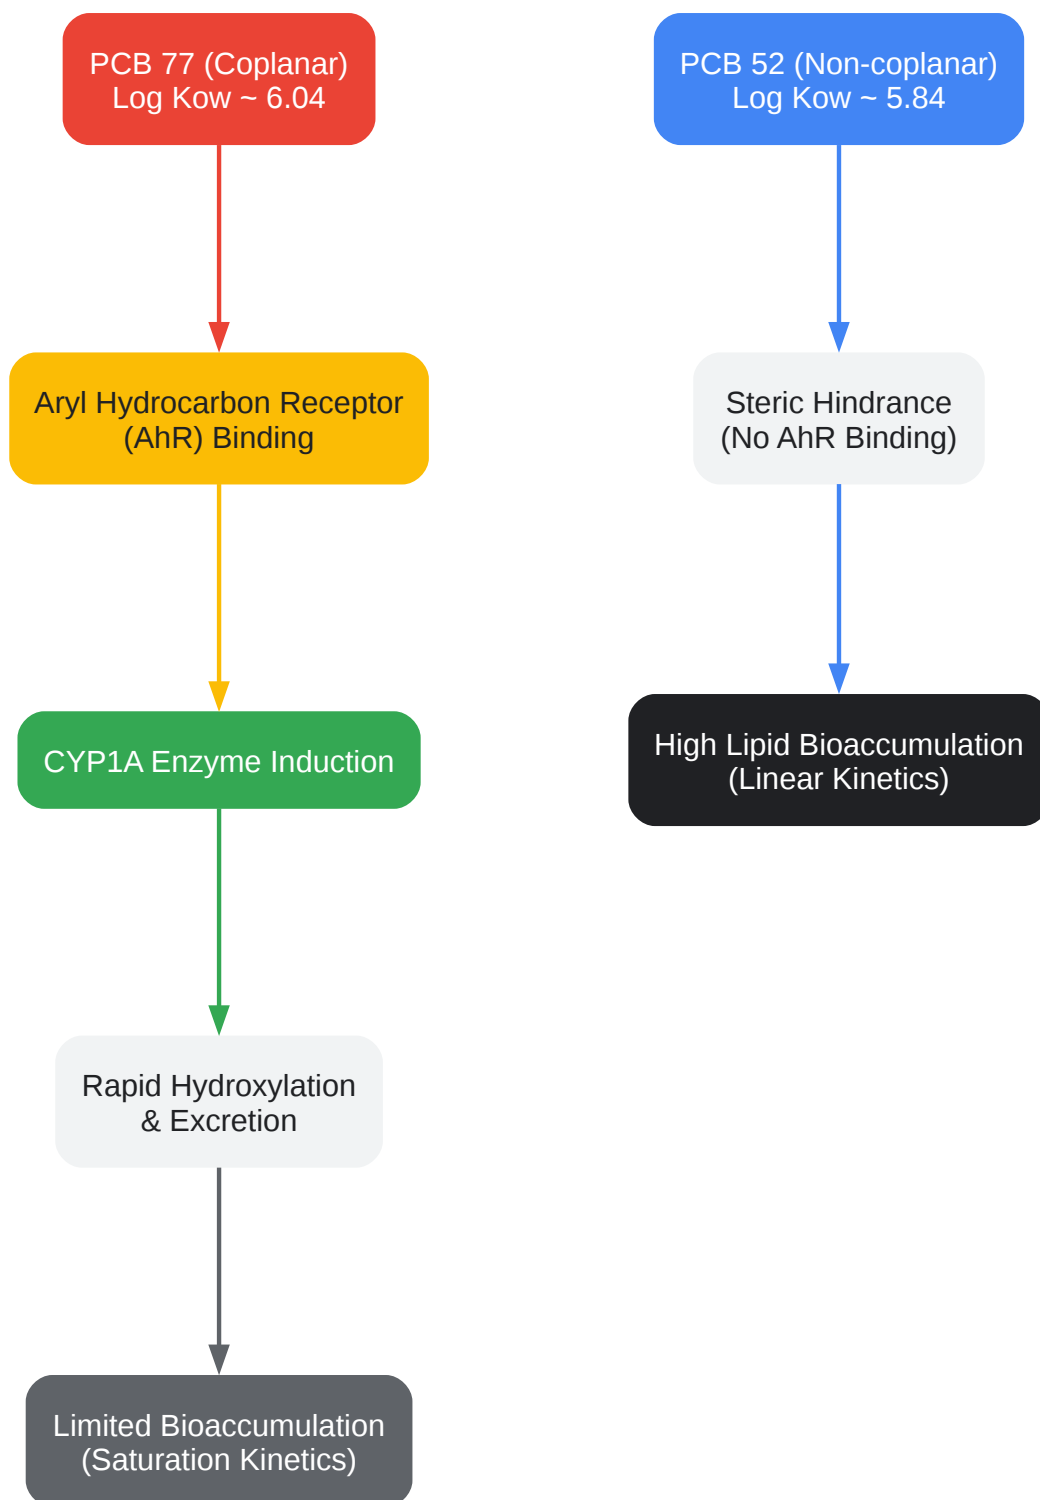 PCB 77 (Coplanar)
Log Kow ~ 6.04
PCB 52 (Non-coplanar)
Log Kow ~ 5.84
Aryl Hydrocarbon Receptor
(AhR) Binding
Steric Hindrance
(No AhR Binding)
CYP1A Enzyme Induction
High Lipid Bioaccumulation
(Linear Kinetics)
Rapid Hydroxylation
& Excretion
Limited Bioaccumulation
(Saturation Kinetics)